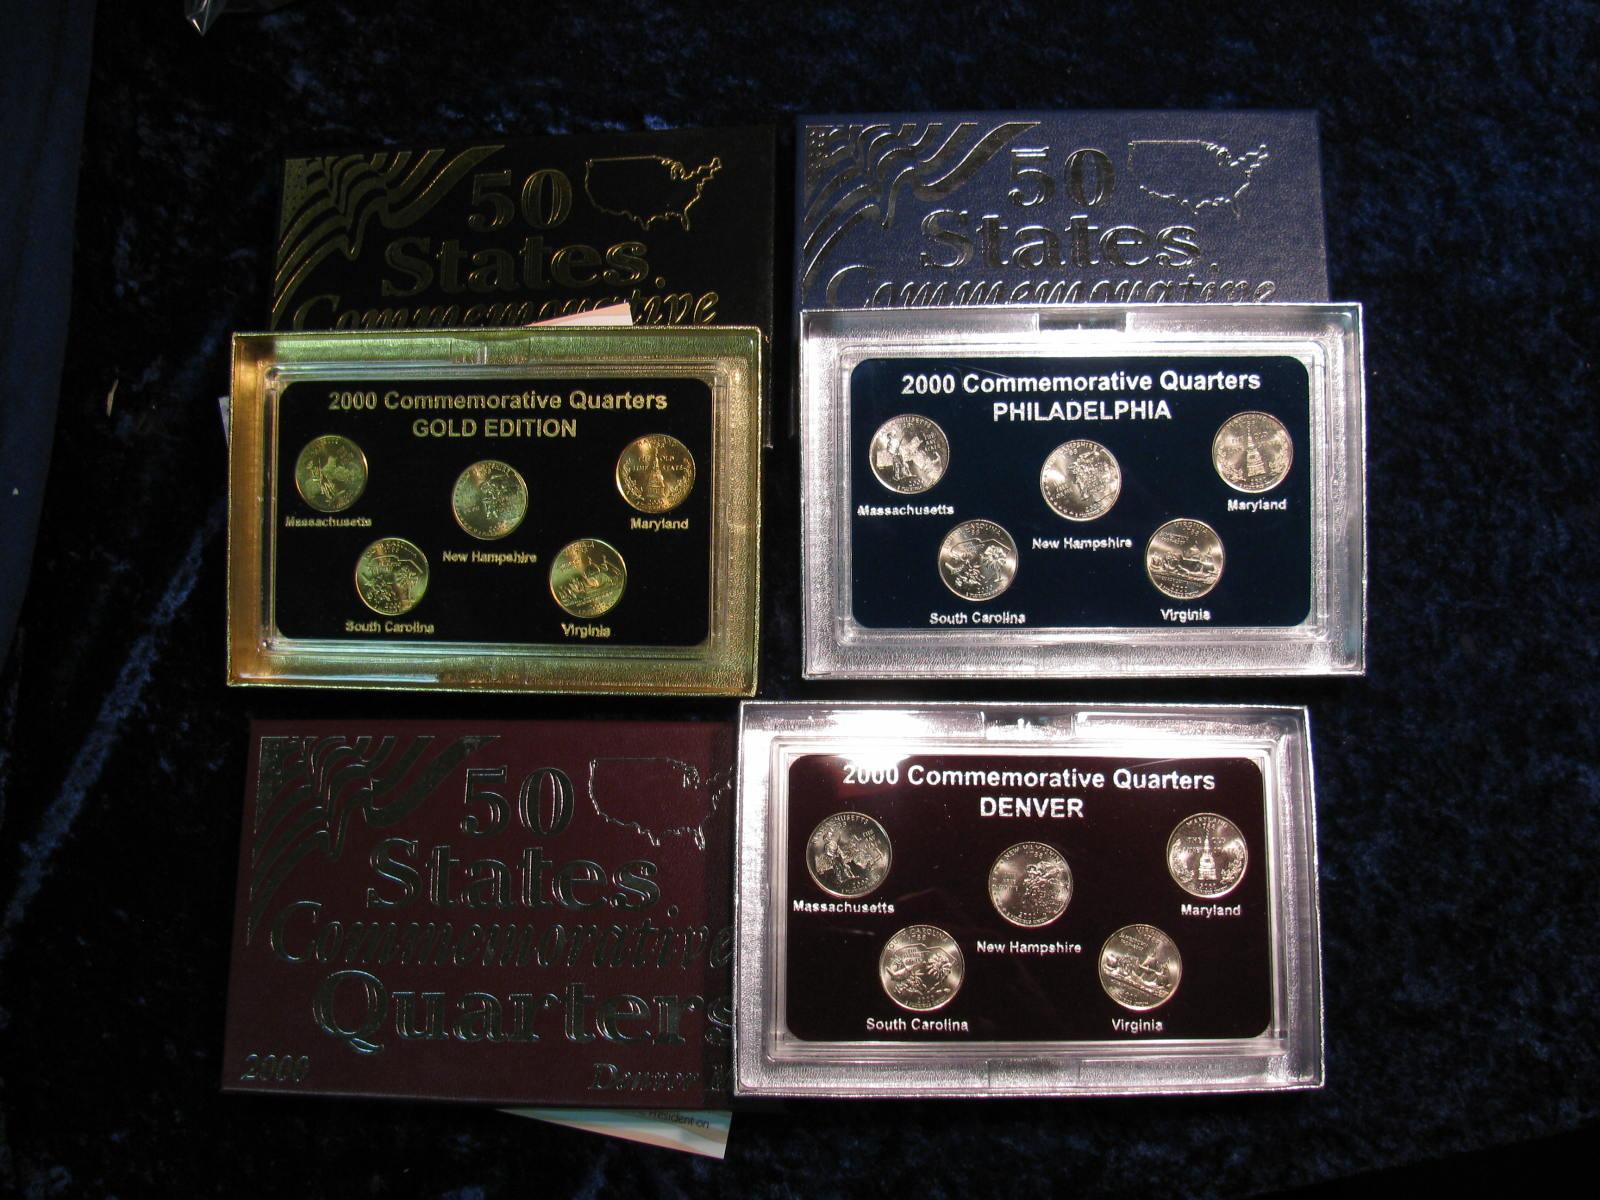 50
States
Commemorative
2000 Commemorative Quarters
GOLD EDITION
Massachusetts
New Hampshire
Maryland
South Carolina
Virginia
50
States
Commemorative
2000 Commemorative Quarters
PHILADELPHIA
Massachusetts
New Hampshire
Maryland
South Carolina
Virginia
50
States
Commemorative
Quarters
2000
Denver
2000 Commemorative Quarters
DENVER
Massachusetts
New Hampshire
Maryland
South Carolina
Virginia